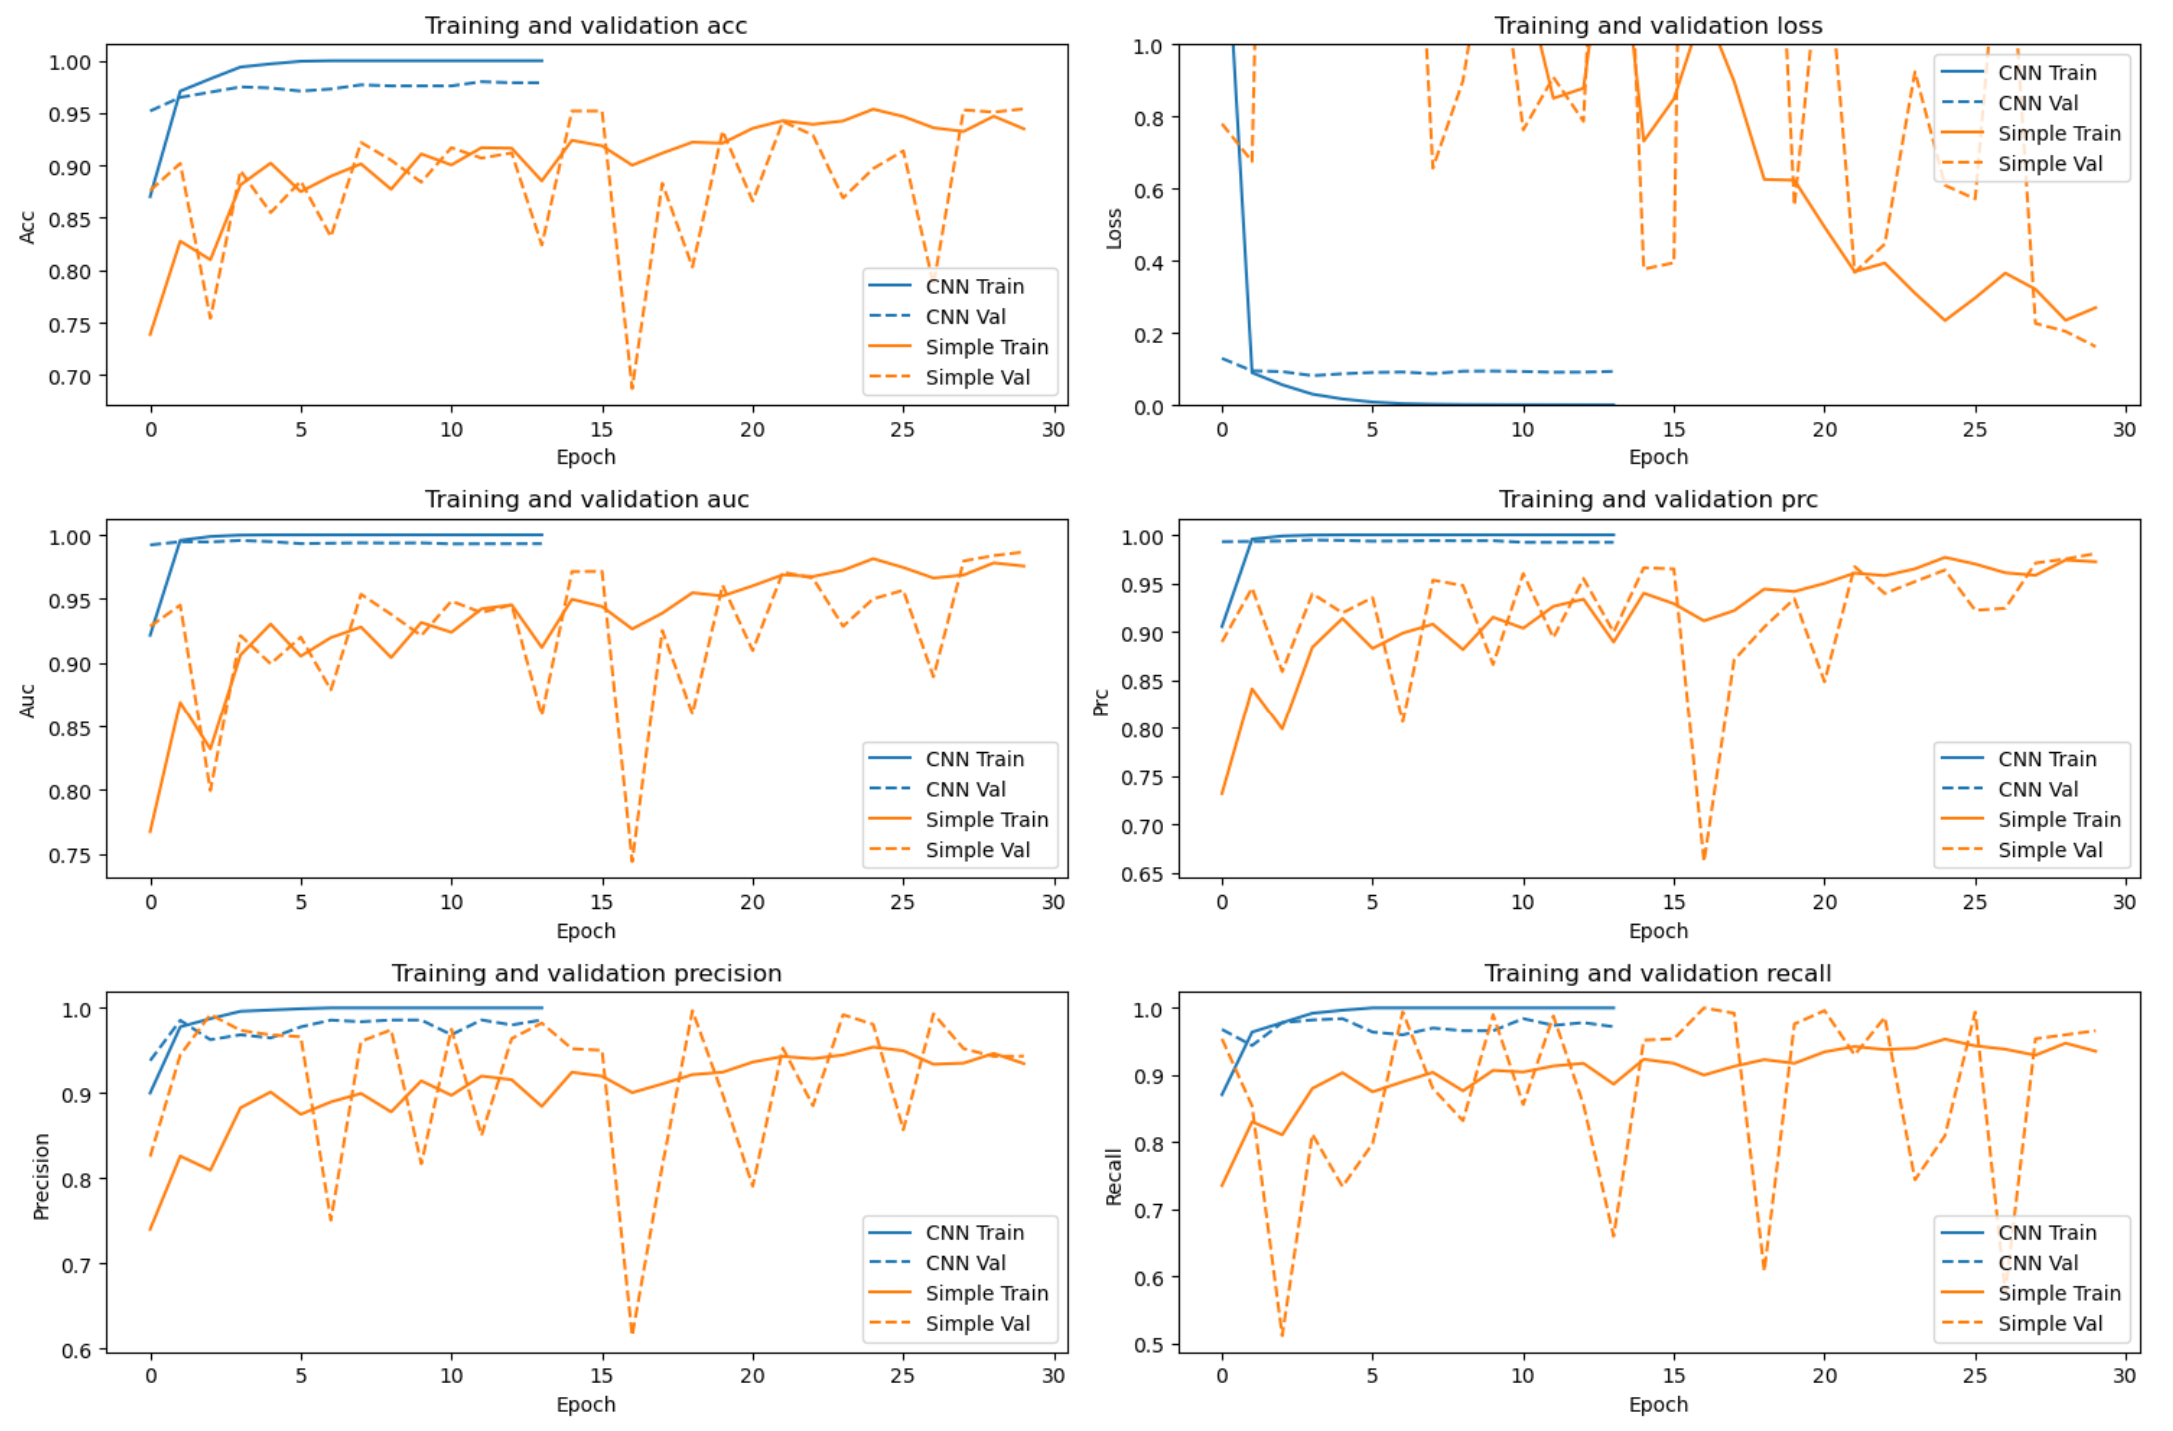 Training and validation acc
1.00
0.95
0.90
0.85
0.80
0.75
0.70
Acc
CNN Train
CNN Val
Simple Train
Simple Val
0 5 10 15 20 25 30
Epoch
Training and validation loss
1.0
0.8
0.6
0.4
0.2
0.0
Loss
CNN Train
CNN Val
Simple Train
Simple Val
0 5 10 15 20 25 30
Epoch
Training and validation auc
1.00
0.95
0.90
0.85
0.80
0.75
Auc
CNN Train
CNN Val
Simple Train
Simple Val
0 5 10 15 20 25 30
Epoch
Training and validation prc
1.00
0.95
0.90
0.85
0.80
0.75
0.70
0.65
Prc
CNN Train
CNN Val
Simple Train
Simple Val
0 5 10 15 20 25 30
Epoch
Training and validation precision
1.0
0.9
0.8
0.7
0.6
Precision
CNN Train
CNN Val
Simple Train
Simple Val
0 5 10 15 20 25 30
Epoch
Training and validation recall
1.0
0.9
0.8
0.7
0.6
0.5
Recall
CNN Train
CNN Val
Simple Train
Simple Val
0 5 10 15 20 25 30
Epoch